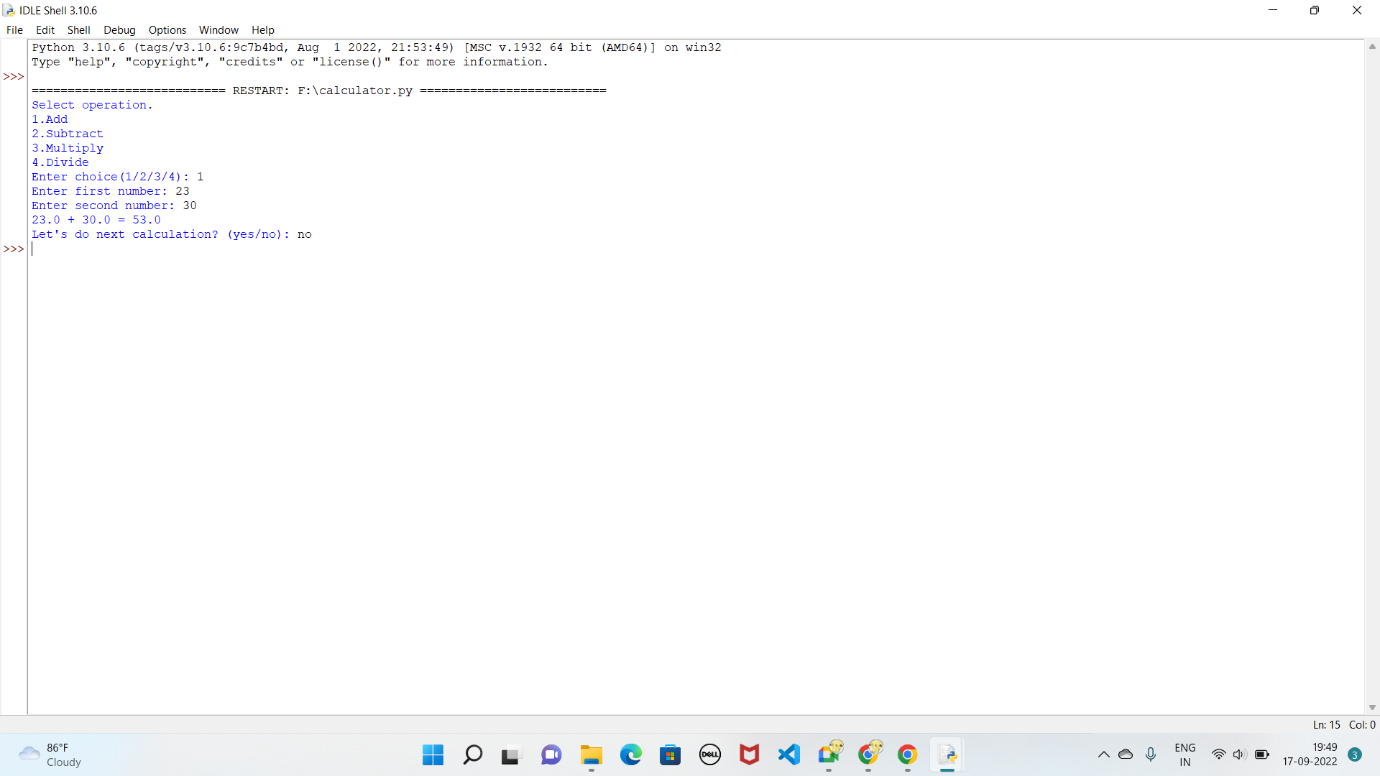 IDLE Shell 3.10.6
File Edit Shell Debug Options Window Help
Python 3.10.6 (tags/v3.10.6:9c7b4bd, Aug  1 2022, 21:53:49) [MSC v.1932 64 bit (AMD64)] on win32
Type "help", "copyright", "credits" or "license()" for more information.
>>>
=========================== RESTART: F:\calculator.py ==========================
Select operation.
1.Add
2.Subtract
3.Multiply
4.Divide
Enter choice(1/2/3/4): 1
Enter first number: 23
Enter second number: 30
23.0 + 30.0 = 53.0
Let's do next calculation? (yes/no): no
>>>
Ln: 15 Col: 0
86°F
Cloudy
DELL
ENG
IN
19:49
17-09-2022
3